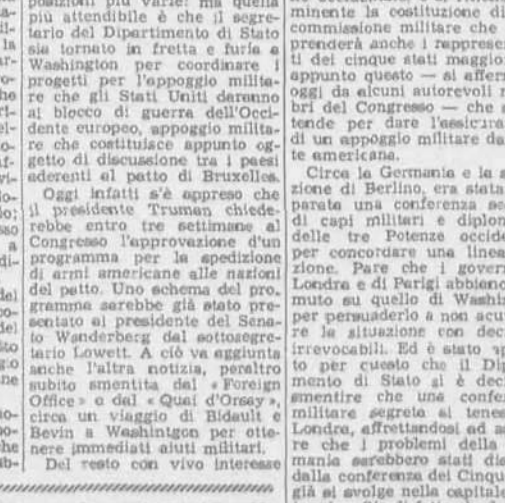 posizioni più varie: ma quella
più attendibile è che il segre-
tario del Dipartimento di Stato
sia tornato in fretta e furia a
Washington per coordinare i
progetti per l'appoggio milita-
re che gli Stati Uniti daranno
al blocco di guerra dell'Occi-
dente europeo, appoggio milita-
re che costituisce appunto og-
getto di discussione tra i paesi
aderenti al patto di Bruxelles.
Oggi infatti s'è appreso che
il presidente Truman chiede-
rebbe entro tre settimane al
Congresso l'approvazione d'un
programma per la spedizione
di armi americane alle nazioni
del patto. Uno schema del pro.
gramma sarebbe già stato pre-
sentato al presidente del Sena-
to Wanderberg dal sottosegre-
tario Lowett. A ciò va aggiunta
anche l'altra notizia, peraltro
subito smentita dal « Foreign
Office » e dal « Quai d'Orsay »,
circa un viaggio di Bidault e
Bevin a Washintgon per otte-
nere immediati aiuti militari.
Del resto con vivo interesse
minente la costituzione di
commissione militare che
prenderà anche i rappresen
ti dei cinque stati maggio
appunto questo — si affer
oggi da alcuni autorevoli
bri del Congresso — che
tende per dare l'assicura
di un appoggio militare da
te americana.
Circa la Germania e la s
zione di Berlino, era stata
parata una conferenza se
di capi militari e diplom
delle tre Potenze occide
per concordare una linea
zione. Pare che i gover
Londra e di Parigi abbiano
muto su quello di Washi
per persuaderlo a non acu
re la situazione con deci
irrevocabili. Ed è stato
to per questo che il Dip
mento di Stato si è deci
smentire che una confe
militare segreta si tenes
Londra, affrettandosi ad a
re che i problemi della
mania sarebbero stati dis
dalla conferenza dei Cinqu
già si svolge nella capitale